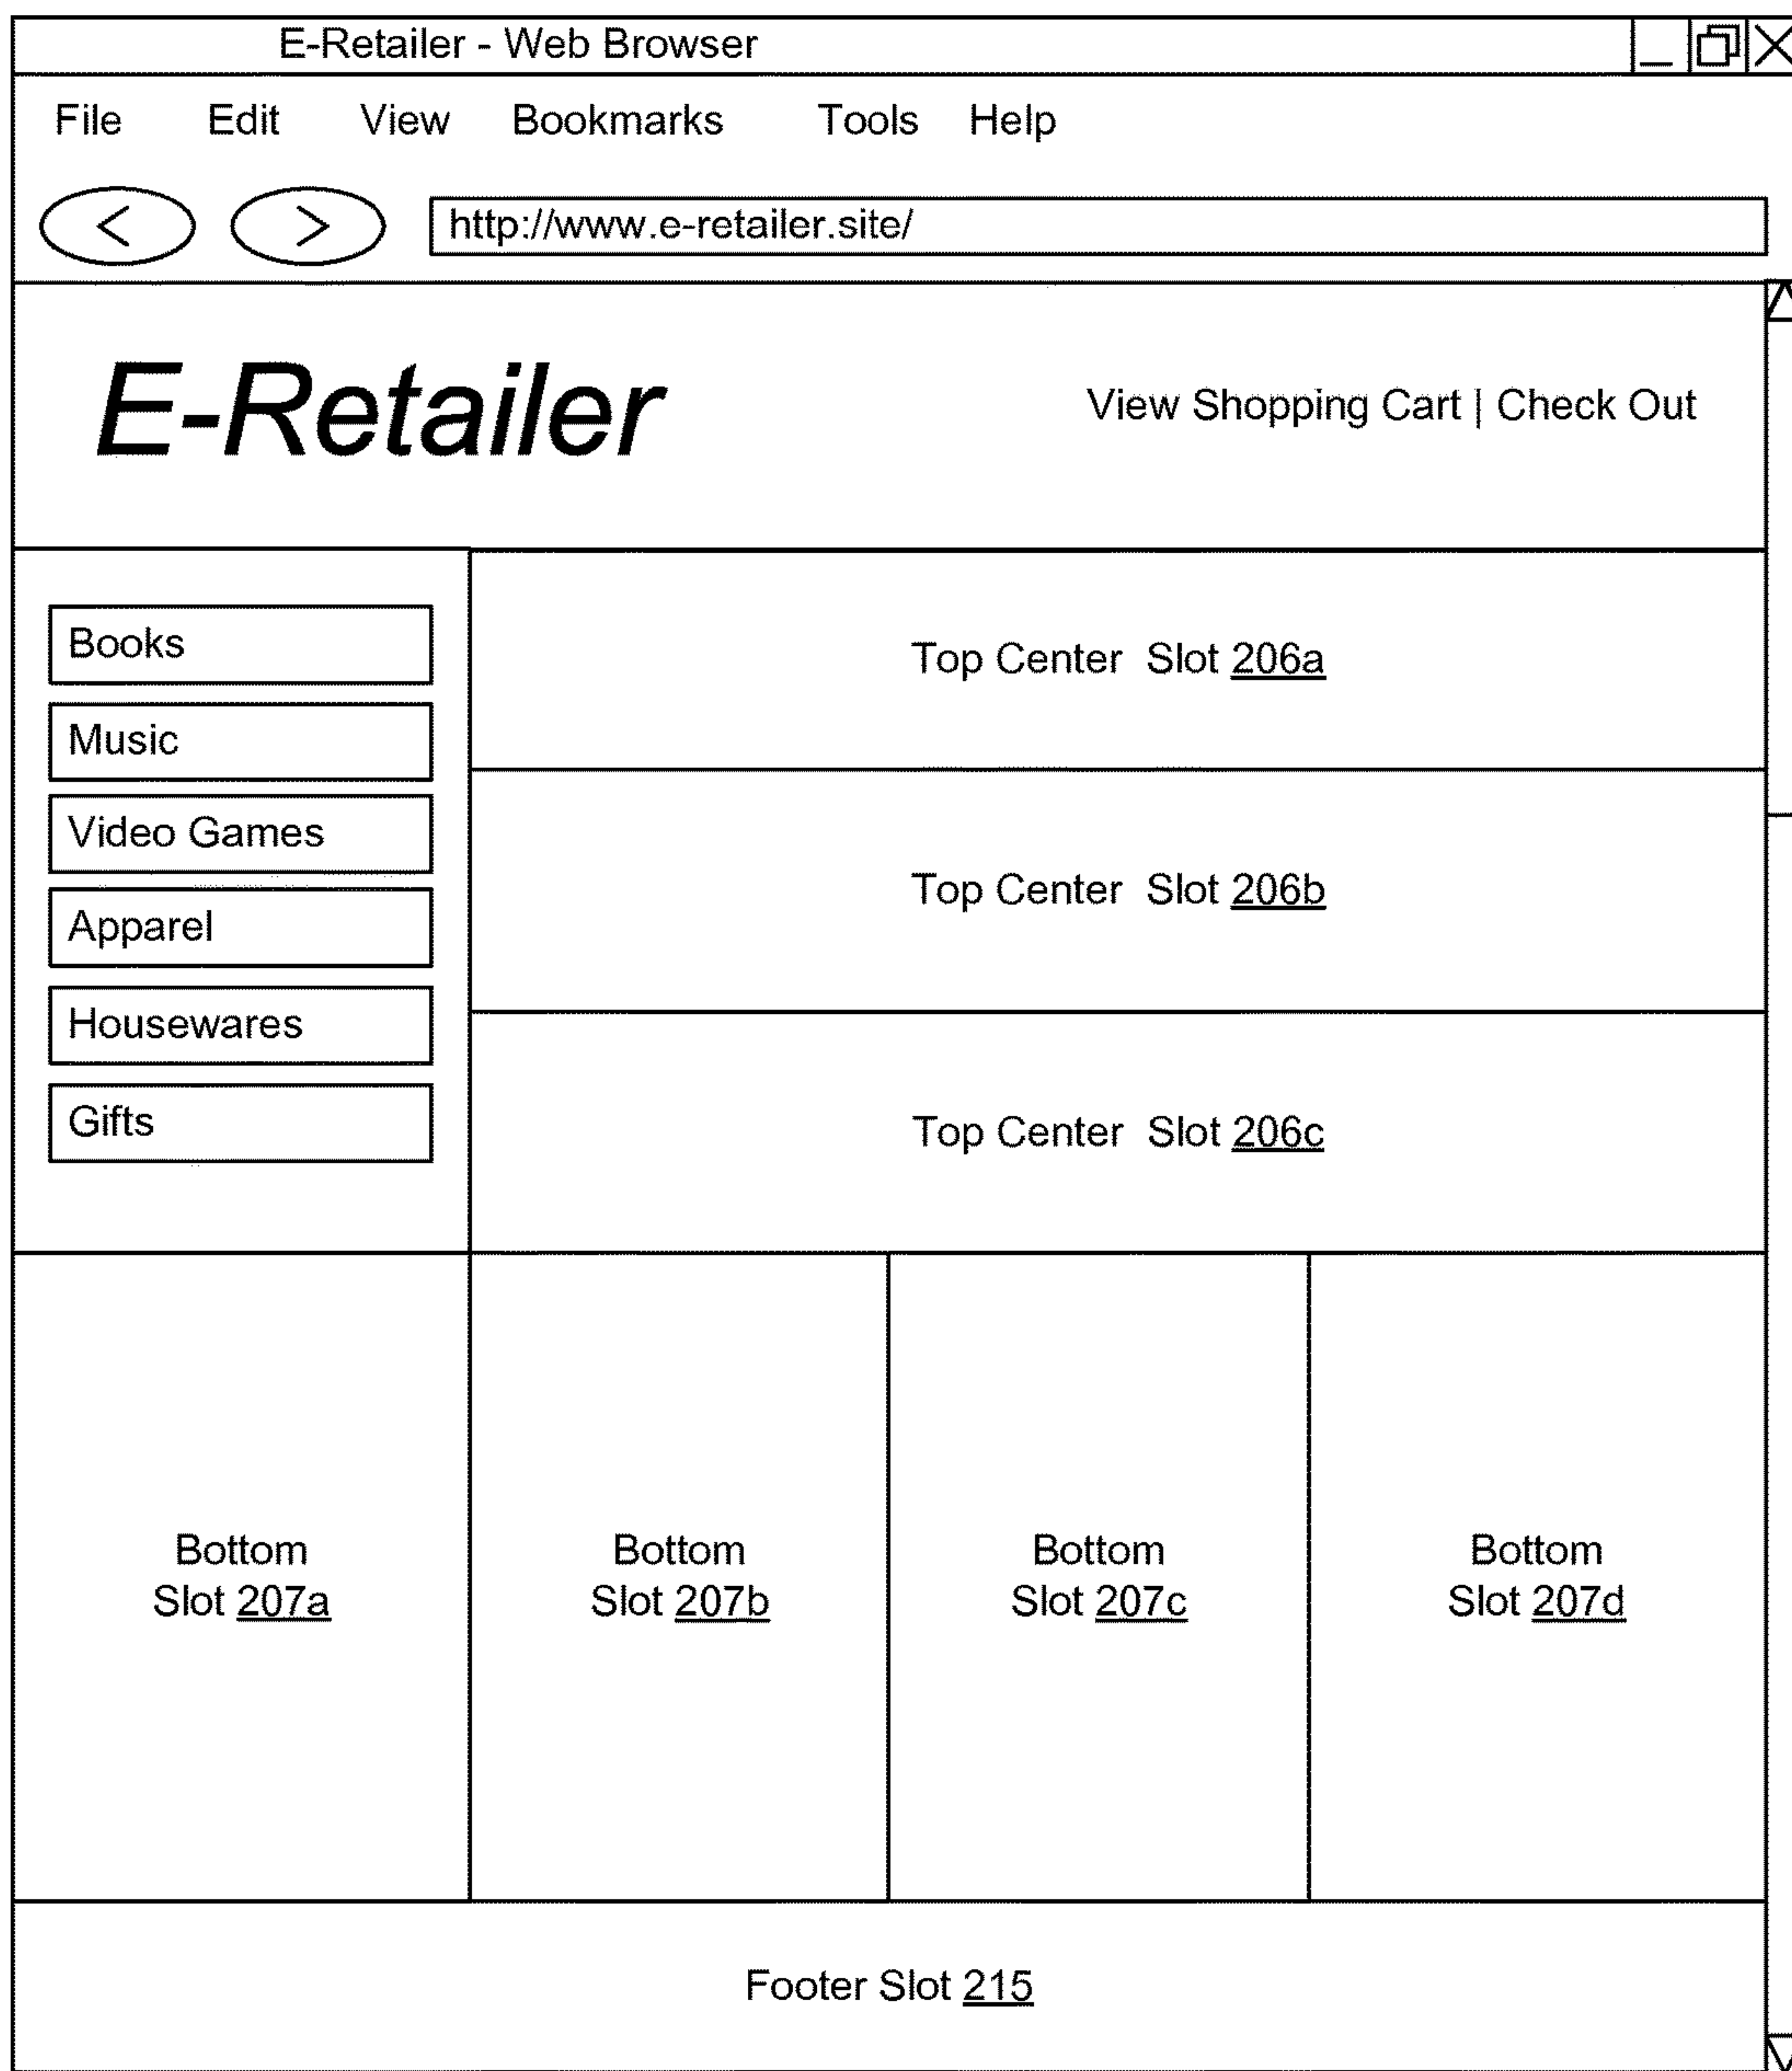 E-Retailer - Web Browser
File Edit View Bookmarks Tools Help
< > http://www.e-retailer.site/
E-Retailer
View Shopping Cart | Check Out
Books
Music
Video Games
Apparel
Housewares
Gifts
Top Center Slot 206a
Top Center Slot 206b
Top Center Slot 206c
Bottom
Slot 207a
Bottom
Slot 207b
Bottom
Slot 207c
Bottom
Slot 207d
Footer Slot 215